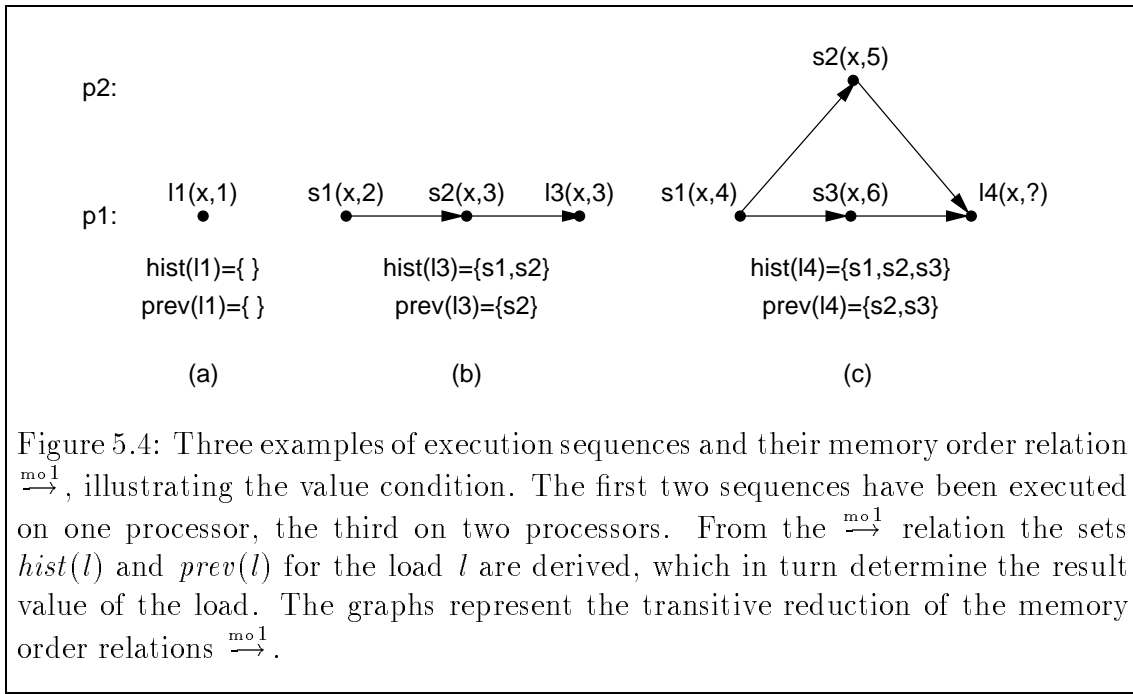 s2(x,5)
p2:
l1(x,1) s1(x,2) s2(x,3) l3(x,3) s1(x,4) s3(x,6) l4(x,?)
p1:
hist(l1)={ } hist(l3)={s1,s2} hist(l4)={s1,s2,s3}
prev(l1)={ } prev(l3)={s2} prev(l4)={s2,s3}
(a) (b) (c)
Figure 5.4: Three examples of execution sequences and their memory order relation
mo1→, illustrating the value condition. The first two sequences have been executed
on one processor, the third on two processors. From the mo1→ relation the sets
hist(l) and prev(l) for the load l are derived, which in turn determine the result
value of the load. The graphs represent the transitive reduction of the memory
order relations mo1→.